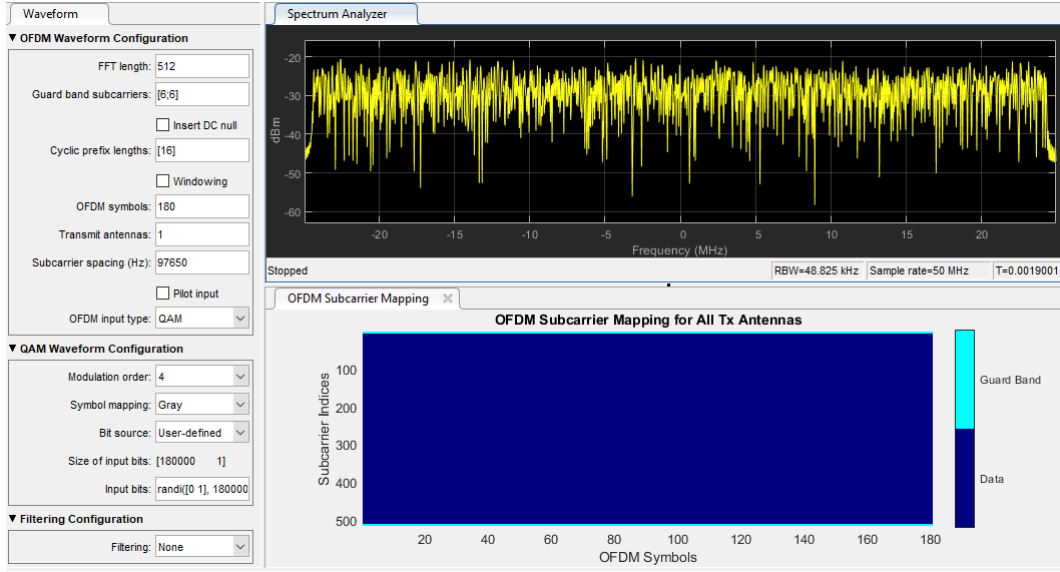 Waveform
▼ OFDM Waveform Configuration
FFT length: 512
Guard band subcarriers: [6;6]
Insert DC null
Cyclic prefix lengths: [16]
Windowing
OFDM symbols: 180
Transmit antennas: 1
Subcarrier spacing (Hz): 97650
Pilot input
OFDM input type: QAM
▼ QAM Waveform Configuration
Modulation order: 4
Symbol mapping: Gray
Bit source: User-defined
Size of input bits: [180000 1]
Input bits: randi([0 1], 180000
▼ Filtering Configuration
Filtering: None
Spectrum Analyzer
-20
-30
-40
-50
-60
dBm
-20 -15 -10 -5 0 5 10 15 20
Frequency (MHz)
Stopped RBW=48.825 kHz Sample rate=50 MHz T=0.0019001
OFDM Subcarrier Mapping
OFDM Subcarrier Mapping for All Tx Antennas
100
200
300
400
500
Subcarrier Indices
20 40 60 80 100 120 140 160 180
OFDM Symbols
Guard Band
Data